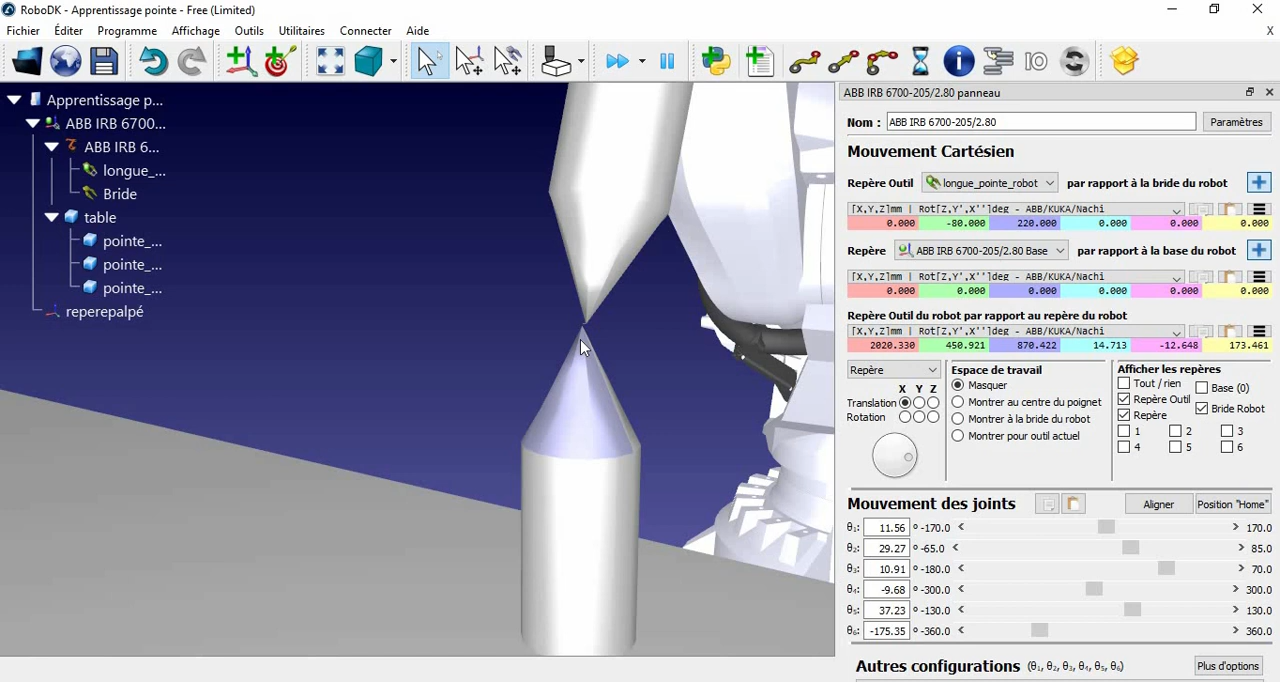 RoboDK - Apprentissage pointe - Free (Limited)
Fichier Éditer Programme Affichage Outils Utilitaires Connecter Aide X
IO
Apprentissage p...
ABB IRB 6700...
ABB IRB 6...
longue_...
Bride
table
pointe_...
pointe_...
pointe_...
reperepalpé
ABB IRB 6700-205/2.80 panneau
Nom : ABB IRB 6700-205/2.80 Paramètres
Mouvement Cartésien
Repère Outil longue_pointe_robot par rapport à la bride du robot
[X,Y,Z]mm | Rot[Z,Y',X'']deg - ABB/KUKA/Nachi
0.000 -80.000 220.000 0.000 0.000 0.000
Repère ABB IRB 6700-205/2.80 Base par rapport à la base du robot
[X,Y,Z]mm | Rot[Z,Y',X'']deg - ABB/KUKA/Nachi
0.000 0.000 0.000 0.000 0.000 0.000
Repère Outil du robot par rapport au repère du robot
[X,Y,Z]mm | Rot[Z,Y',X'']deg - ABB/KUKA/Nachi
2020.330 450.921 870.422 14.713 -12.648 173.461
Repère
X Y Z
Translation
Rotation
Espace de travail
Masquer
Montrer au centre du poignet
Montrer à la bride du robot
Montrer pour outil actuel
Afficher les repères
Tout / rien Base (0)
Repère Outil
Repère Bride Robot
1 2 3
4 5 6
Mouvement des joints Aligner Position "Home"
θ₁: 11.56 º -170.0 < > 170.0
θ₂: 29.27 º -65.0 < > 85.0
θ₃: 10.91 º -180.0 < > 70.0
θ₄: -9.68 º -300.0 < > 300.0
θ₅: 37.23 º -130.0 < > 130.0
θ₆: -175.35 º -360.0 < > 360.0
Autres configurations (θ₁, θ₂, θ₃, θ₄, θ₅, θ₆) Plus d'options